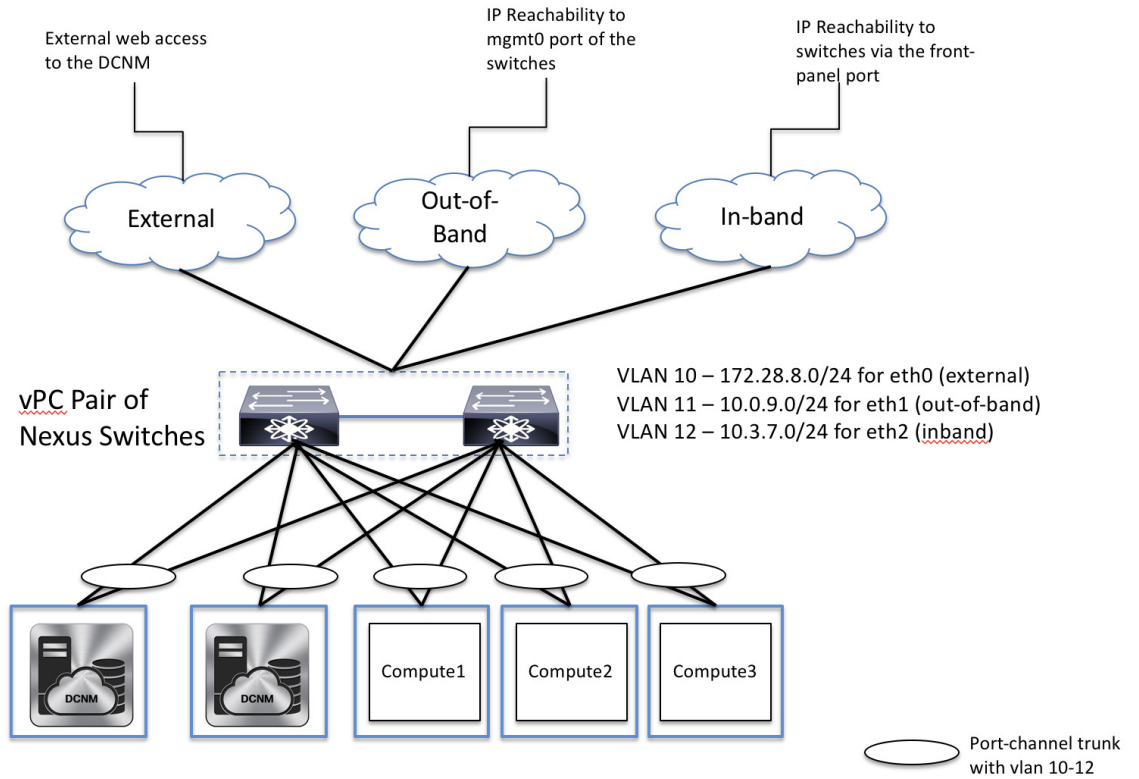 External web access
to the DCNM
IP Reachability to
mgmt0 port of the
switches
IP Reachability to
switches via the front-
panel port
External
Out-of-
Band
In-band
vPC Pair of
Nexus Switches
VLAN 10 – 172.28.8.0/24 for eth0 (external)
VLAN 11 – 10.0.9.0/24 for eth1 (out-of-band)
VLAN 12 – 10.3.7.0/24 for eth2 (inband)
DCNM
DCNM
Compute1
Compute2
Compute3
Port-channel trunk
with vlan 10-12